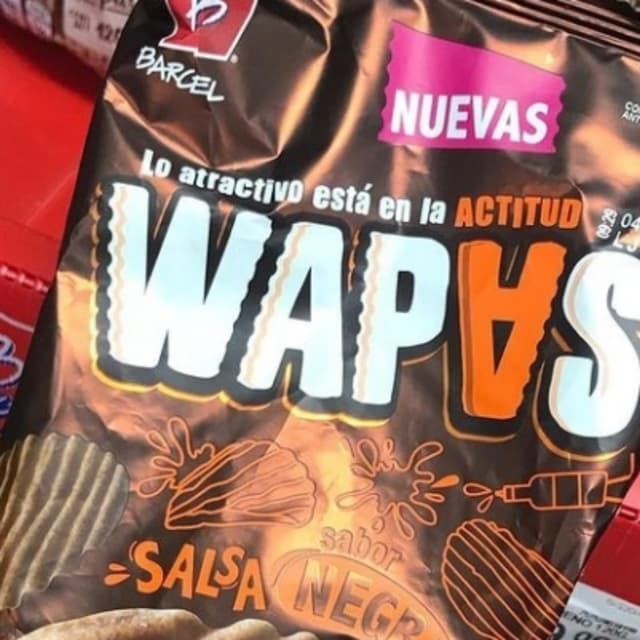 BARCEL
NUEVAS
Lo atractivo está en la ACTITUD
WAPAS
sabor
SALSA NEGR